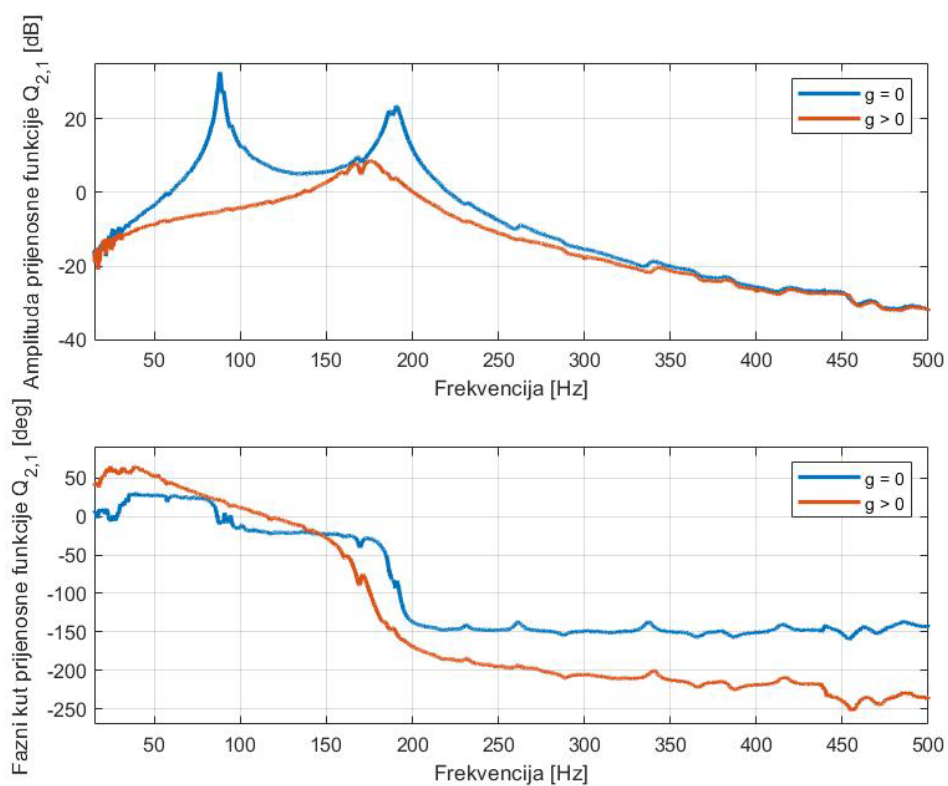 Amplituda prijenosne funkcije Q2,1 [dB]
20
0
-20
-40
g = 0
g > 0
50 100 150 200 250 300 350 400 450 500
Frekvencija [Hz]
Fazni kut prijenosne funkcije Q2,1 [deg]
50
0
-50
-100
-150
-200
-250
g = 0
g > 0
50 100 150 200 250 300 350 400 450 500
Frekvencija [Hz]